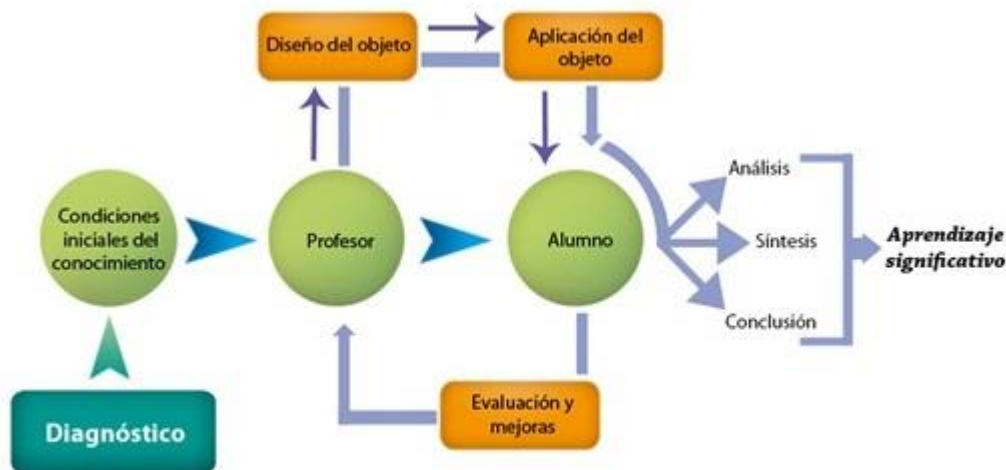 Diseño del objeto
Aplicación del
objeto
Condiciones
iniciales del
conocimiento
Profesor
Alumno
Análisis
Síntesis
Conclusión
Aprendizaje
significativo
Evaluación y
mejoras
Diagnóstico